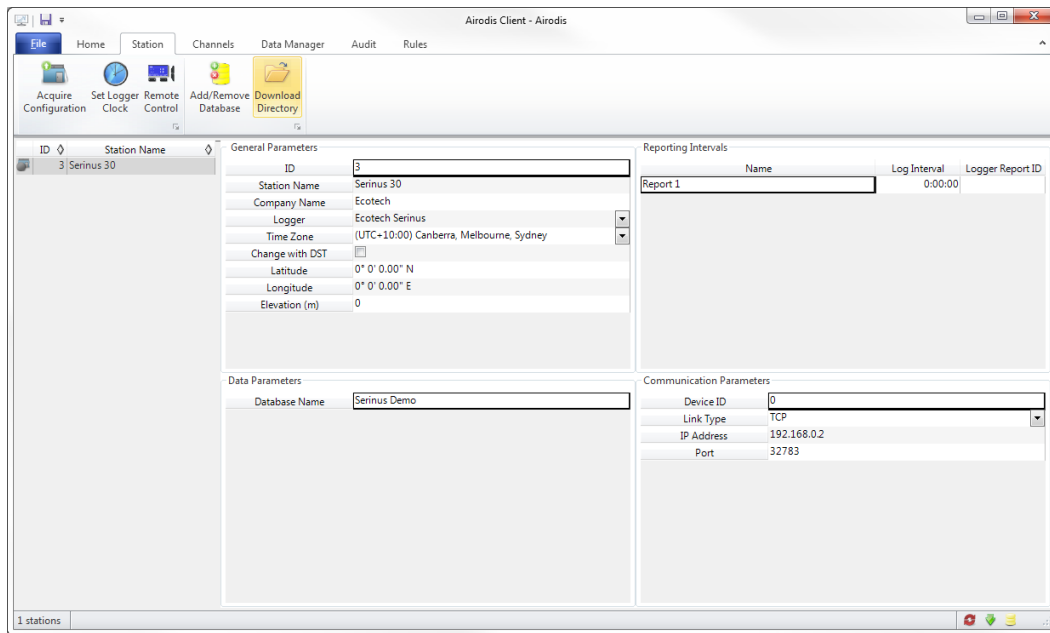 Airodis Client - Airodis
File Home Station Channels Data Manager Audit Rules
Acquire Configuration
Set Logger Clock
Remote Control
Add/Remove Database
Download Directory
ID Station Name
3 Serinus 30
General Parameters
ID 3
Station Name Serinus 30
Company Name Ecotech
Logger Ecotech Serinus
Time Zone (UTC+10:00) Canberra, Melbourne, Sydney
Change with DST
Latitude 0° 0' 0.00" N
Longitude 0° 0' 0.00" E
Elevation (m) 0
Reporting Intervals
Name Log Interval Logger Report ID
Report 1 0:00:00
Data Parameters
Database Name Serinus Demo
Communication Parameters
Device ID 0
Link Type TCP
IP Address 192.168.0.2
Port 32783
1 stations